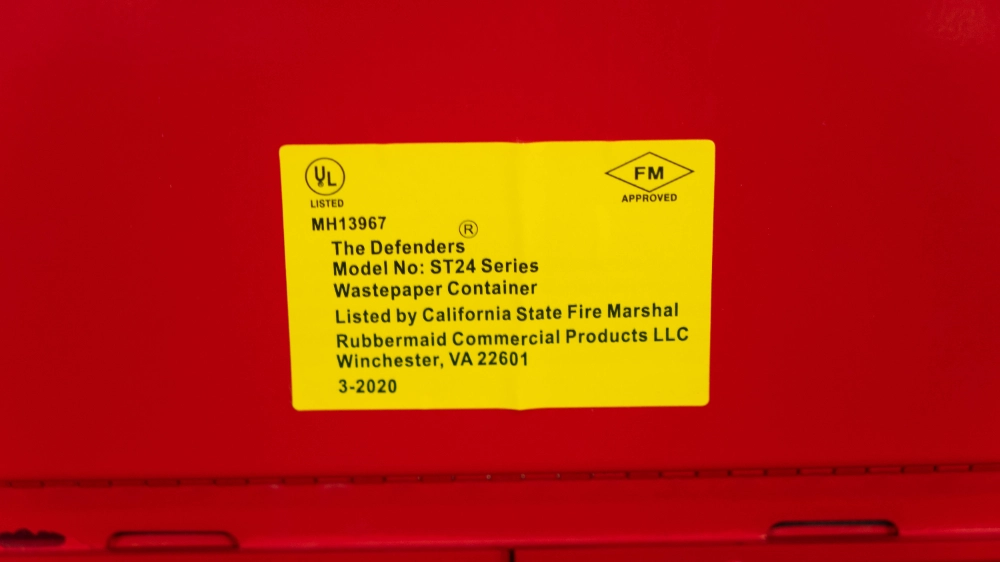 UL
LISTED
FM
APPROVED
MH13967
The Defenders®
Model No: ST24 Series
Wastepaper Container
Listed by California State Fire Marshal
Rubbermaid Commercial Products LLC
Winchester, VA 22601
3-2020